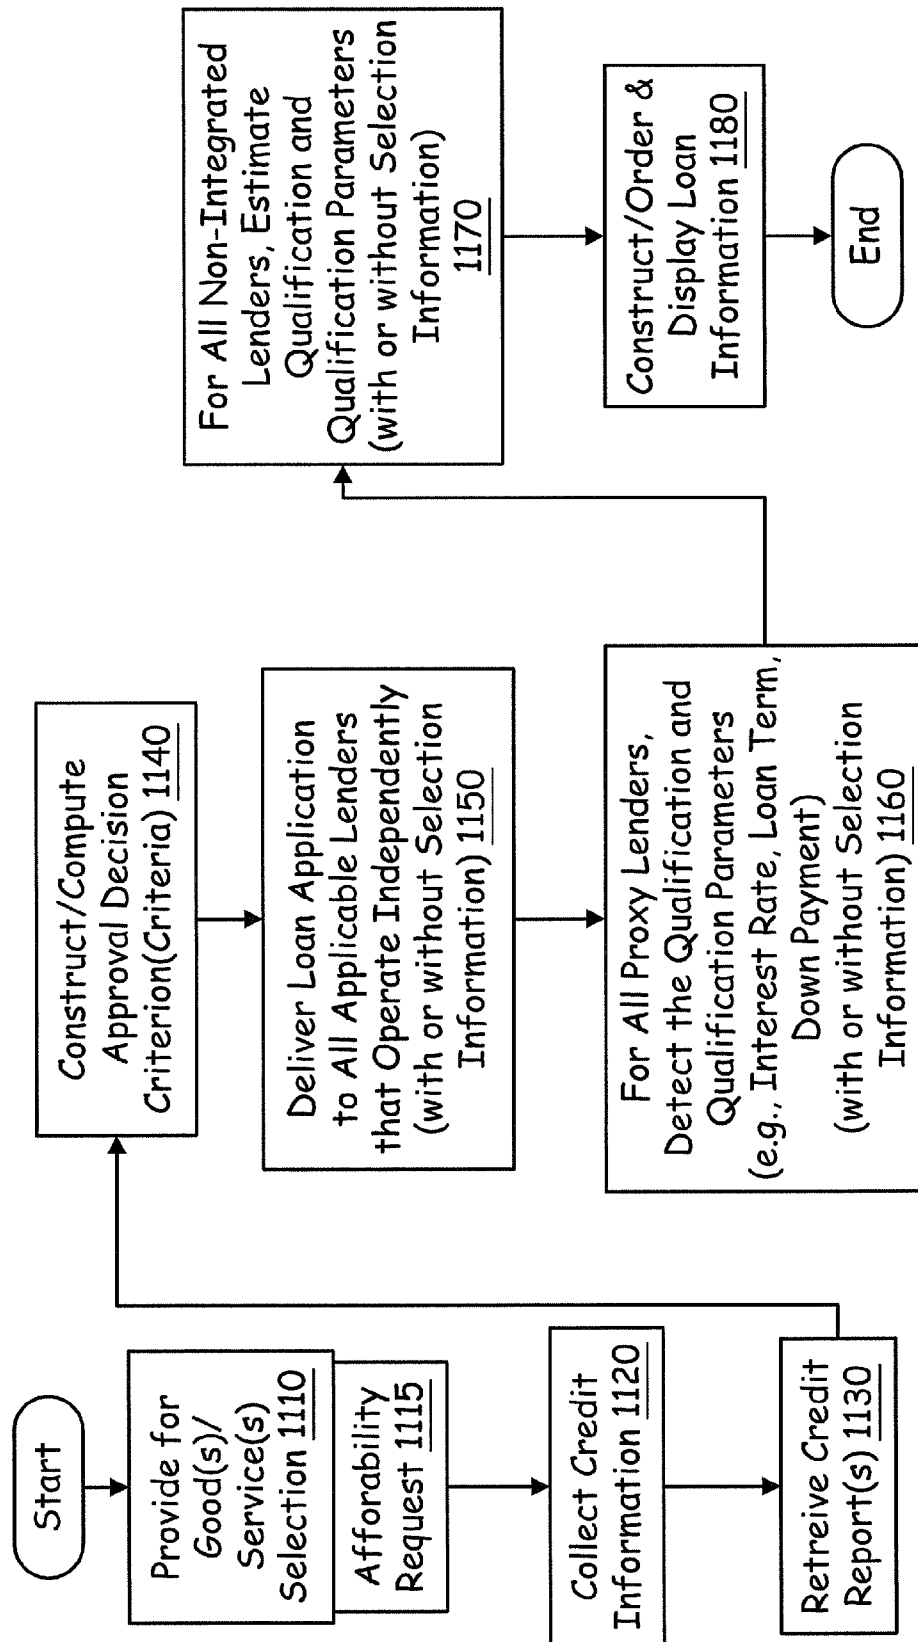 Start
Provide for
Good(s)/
Service(s)
Selection 1110
Afforability
Request 1115
Collect Credit
Information 1120
Retreive Credit
Report(s) 1130
Construct/Compute
Approval Decision
Criterion(Criteria) 1140
Deliver Loan Application
to All Applicable Lenders
that Operate Independently
(with or without Selection
Information) 1150
For All Proxy Lenders,
Detect the Qualification and
Qualification Parameters
(e.g., Interest Rate, Loan Term,
Down Payment)
(with or without Selection
Information) 1160
For All Non-Integrated
Lenders, Estimate
Qualification and
Qualification Parameters
(with or without Selection
Information)
1170
Construct/Order &
Display Loan
Information 1180
End